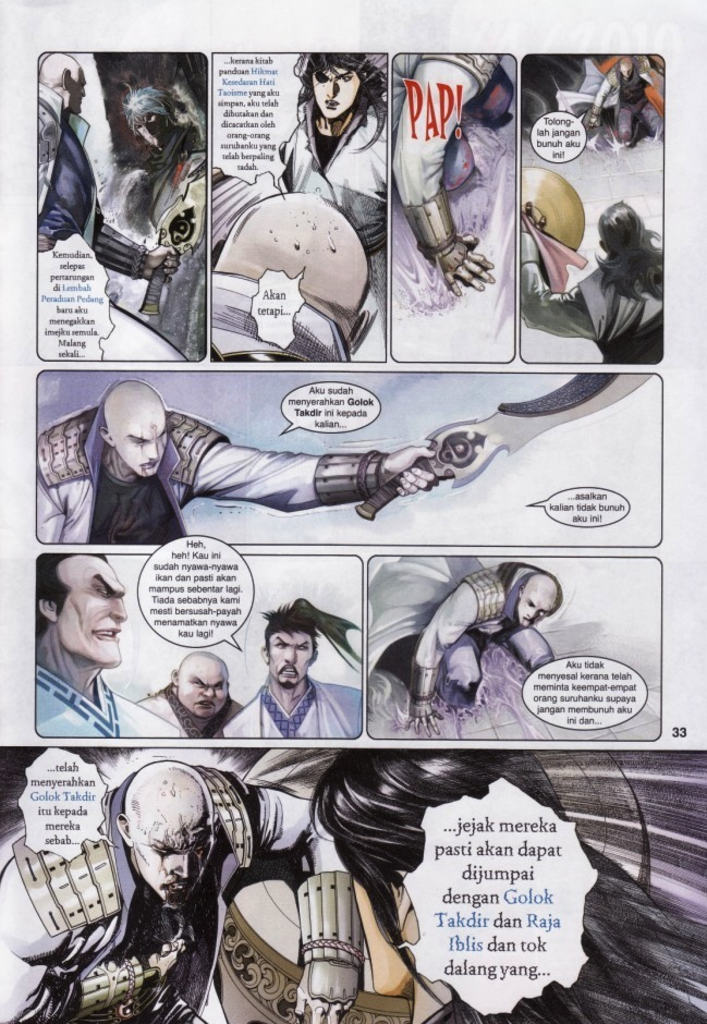 Kemudian,
selepas
pertarungan
di Lembah
Peraduan Pedang
baru aku
menegakkan
imejku semula.
Malang
sekali...
...kerana kitab
panduan Hikmat
Kesedaran Hati
Taoisme yang aku
simpan, aku telah
dibutakan dan
dicacatkan oleh
orang-orang
suruhanku yang
telah berpaling
tadah.
Akan
tetapi...
PAP!
Tolong-
lah jangan
bunuh aku
ini!
Aku sudah
menyerahkan Golok
Takdir ini kepada
kalian...
...asalkan
kalian tidak bunuh
aku ini!
Heh,
heh! Kau ini
sudah nyawa-nyawa
ikan dan pasti akan
mampus sebentar lagi.
Tiada sebabnya kami
mesti bersusah-payah
menamatkan nyawa
kau lagi!
Aku tidak
menyesal kerana telah
meminta keempat-empat
orang suruhanku supaya
jangan membunuh aku
ini dan...
33
...telah
menyerahkan
Golok Takdir
itu kepada
mereka
sebab...
...jejak mereka
pasti akan dapat
dijumpai
dengan Golok
Takdir dan Raja
Iblis dan tok
dalang yang...